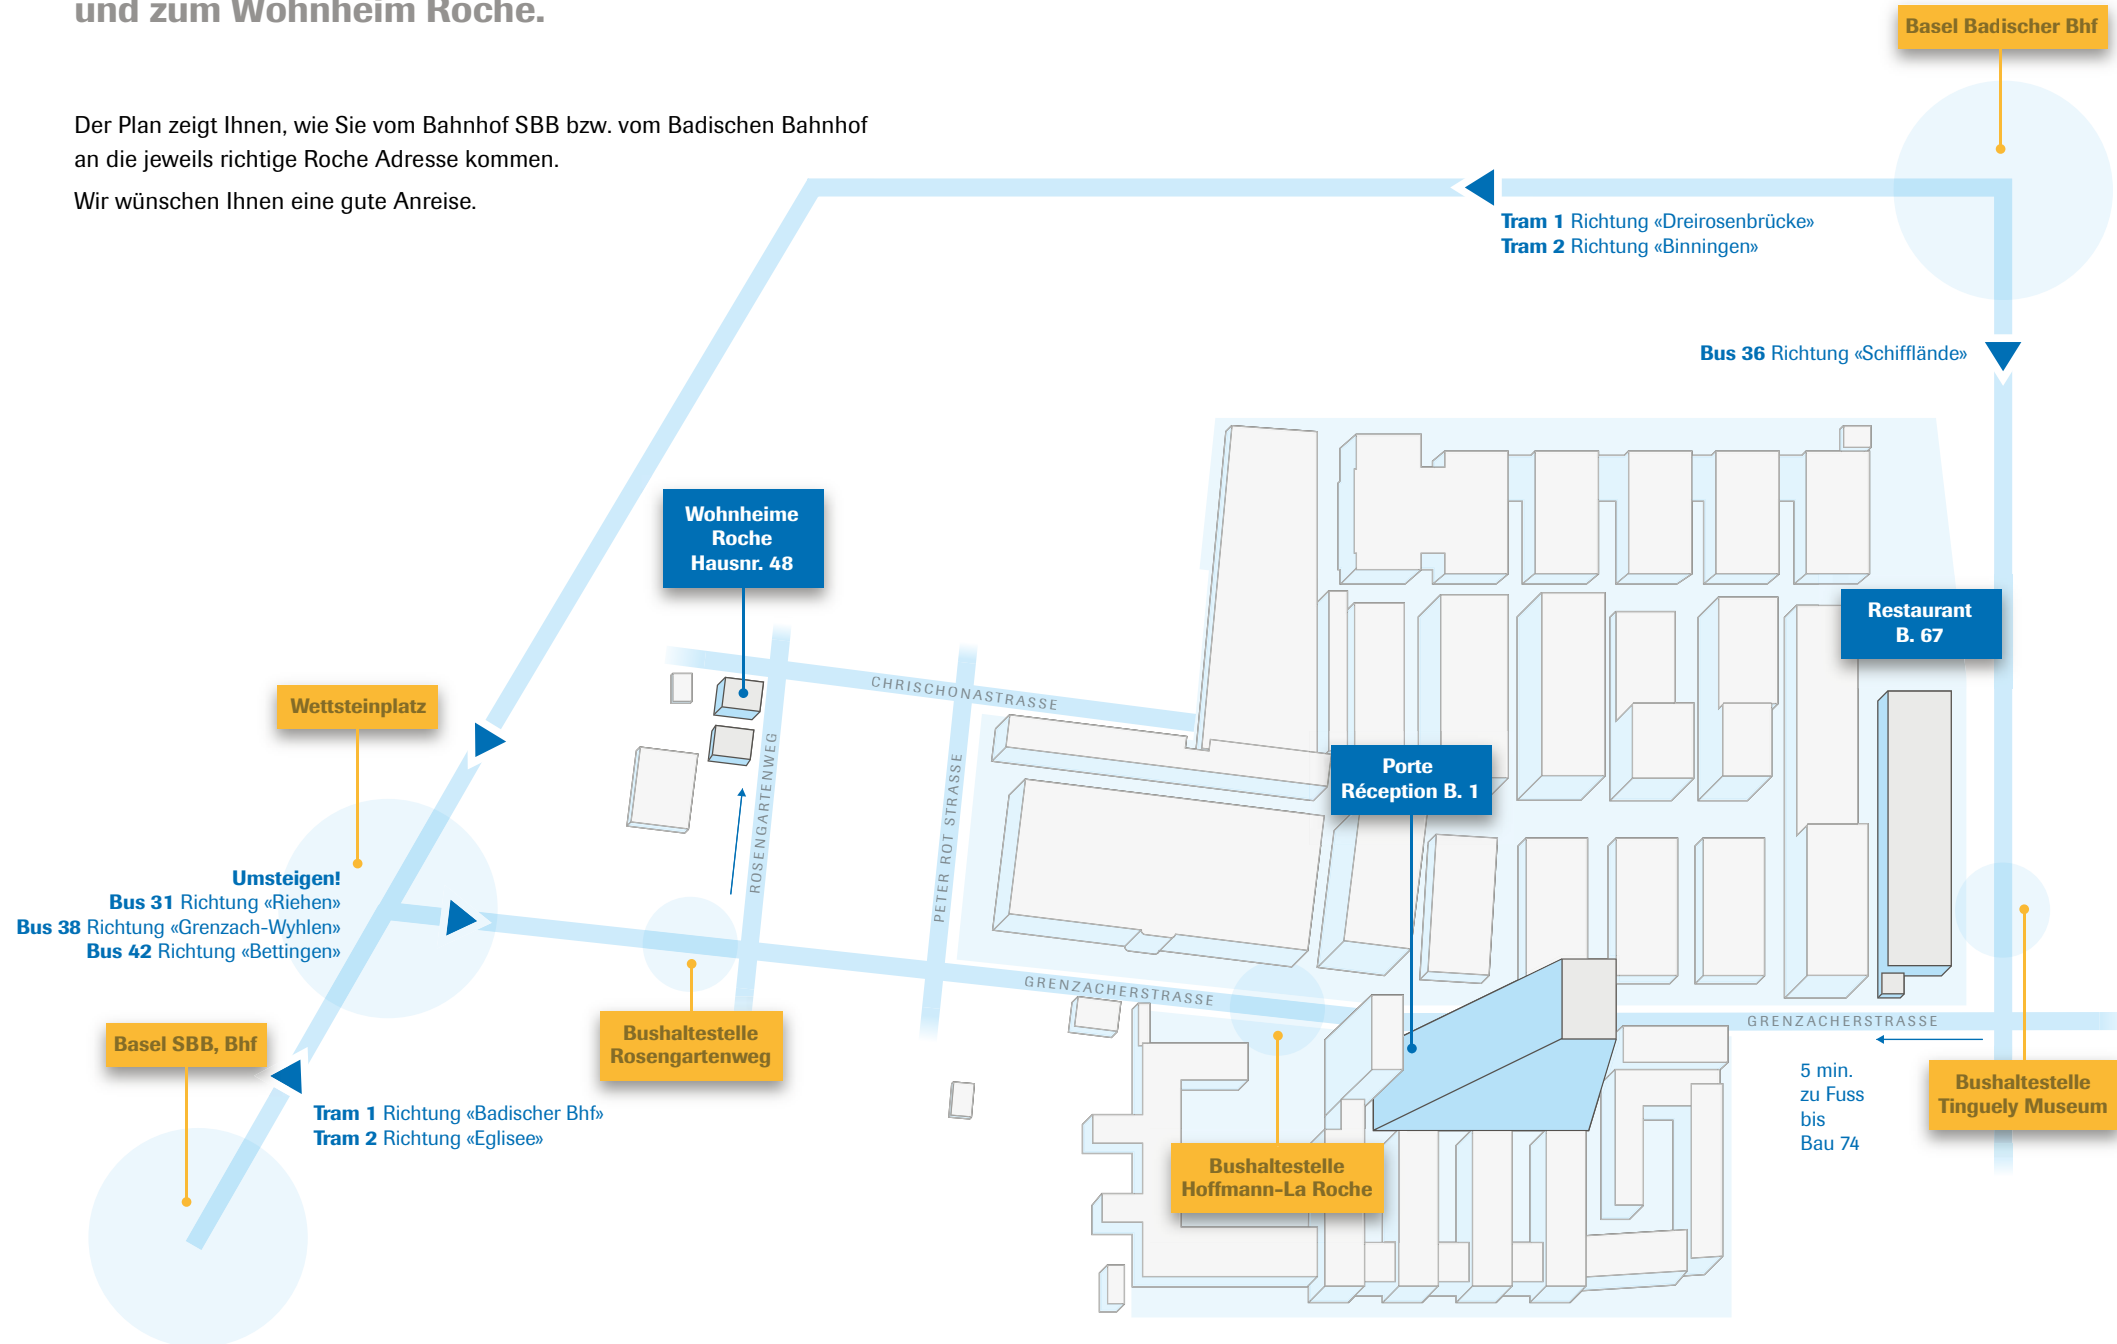 und zum Wohnheim Roche.
Basel Badischer Bhf
Der Plan zeigt Ihnen, wie Sie vom Bahnhof SBB bzw. vom Badischen Bahnhof
an die jeweils richtige Roche Adresse kommen.
Wir wünschen Ihnen eine gute Anreise.
Tram 1 Richtung «Dreirosenbrücke»
Tram 2 Richtung «Binningen»
Bus 36 Richtung «Schifflände»
Wohnheime
Roche
Hausnr. 48
Restaurant
B. 67
CHRISCHONASTRASSE
Wettsteinplatz
ROSENGARTENWEG
PETER ROT STRASSE
Porte
Réception B. 1
Umsteigen!
Bus 31 Richtung «Riehen»
Bus 38 Richtung «Grenzach-Wyhlen»
Bus 42 Richtung «Bettingen»
GRENZACHERSTRASSE
GRENZACHERSTRASSE
Basel SBB, Bhf
Bushaltestelle
Rosengartenweg
Tram 1 Richtung «Badischer Bhf»
Tram 2 Richtung «Eglisee»
5 min.
zu Fuss
bis
Bau 74
Bushaltestelle
Tinguely Museum
Bushaltestelle
Hoffmann-La Roche